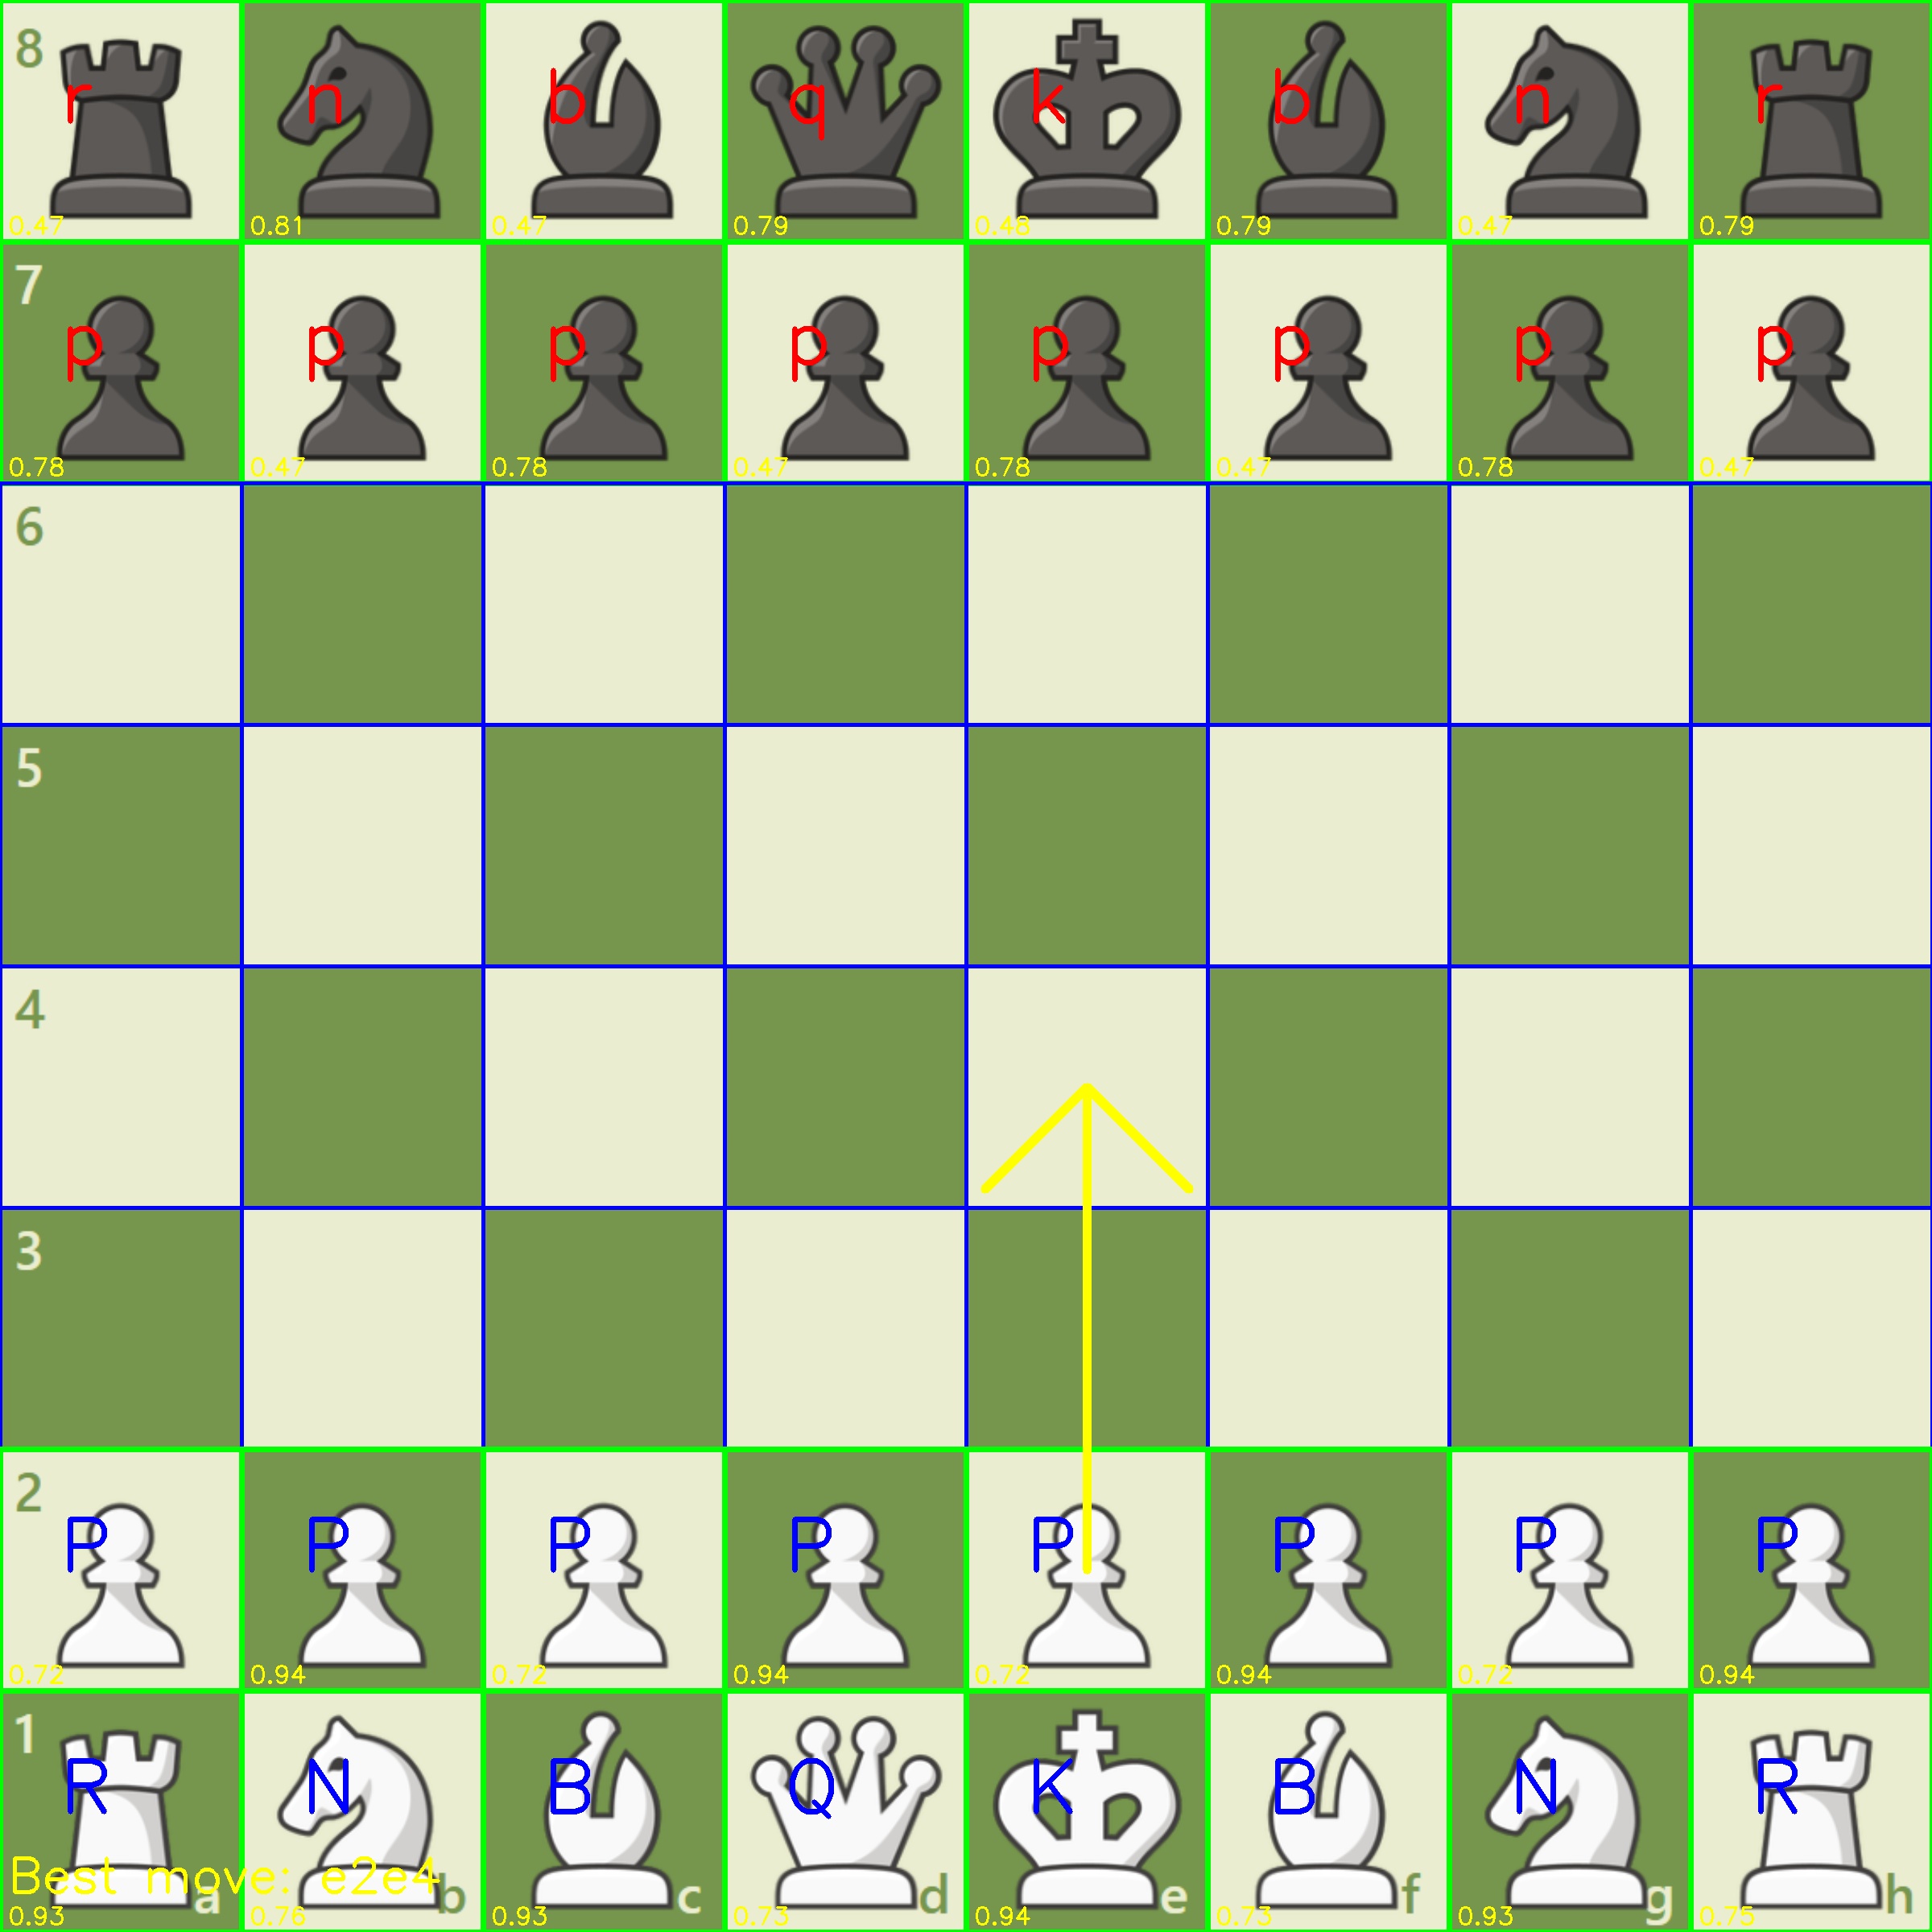 8 r n b q k b n r
0.47 0.81 0.47 0.79 0.48 0.79 0.47 0.79
7 p p p p p p p p
0.78 0.47 0.78 0.47 0.78 0.47 0.78 0.47
6
5
4
3
2 P P P P P P P P
0.72 0.94 0.72 0.94 0.72 0.94 0.72 0.94
1 R N B Q K B N R
Best move: e2e4
a b c d e f g h
0.93 0.76 0.93 0.73 0.94 0.73 0.93 0.75